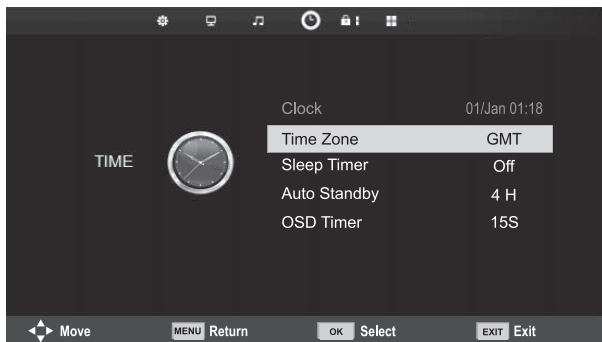 Clock 01/Jan 01:18
Time Zone GMT
TIME
Sleep Timer Off
Auto Standby 4 H
OSD Timer 15S
Move MENU Return OK Select EXIT Exit